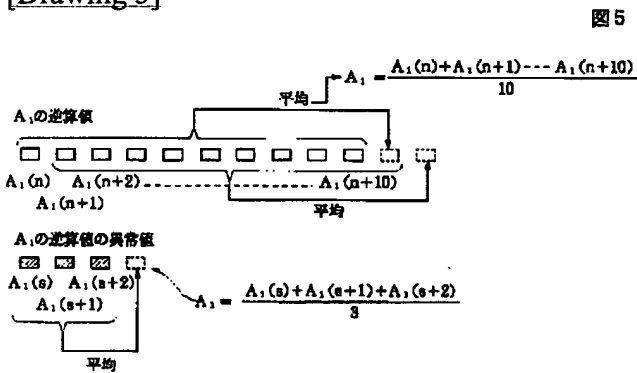 [Drawing 5]
図5
A₁ = A₁(n)+A₁(n+1)---A₁(n+10) / 10
平均
A₁の逆算値
A₁(n) A₁(n+2)---------------A₁(n+10)
A₁(n+1)
平均
A₁の逆算値の異常値
A₁(s) A₁(s+2)
A₁(s+1)
A₁ = A₁(s)+A₁(s+1)+A₁(s+2) / 3
平均